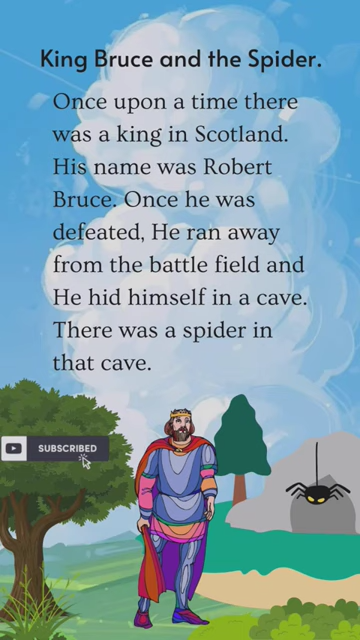 King Bruce and the Spider.
Once upon a time there
was a king in Scotland.
His name was Robert
Bruce. Once he was
defeated, He ran away
from the battle field and
He hid himself in a cave.
There was a spider in
that cave.
SUBSCRIBED